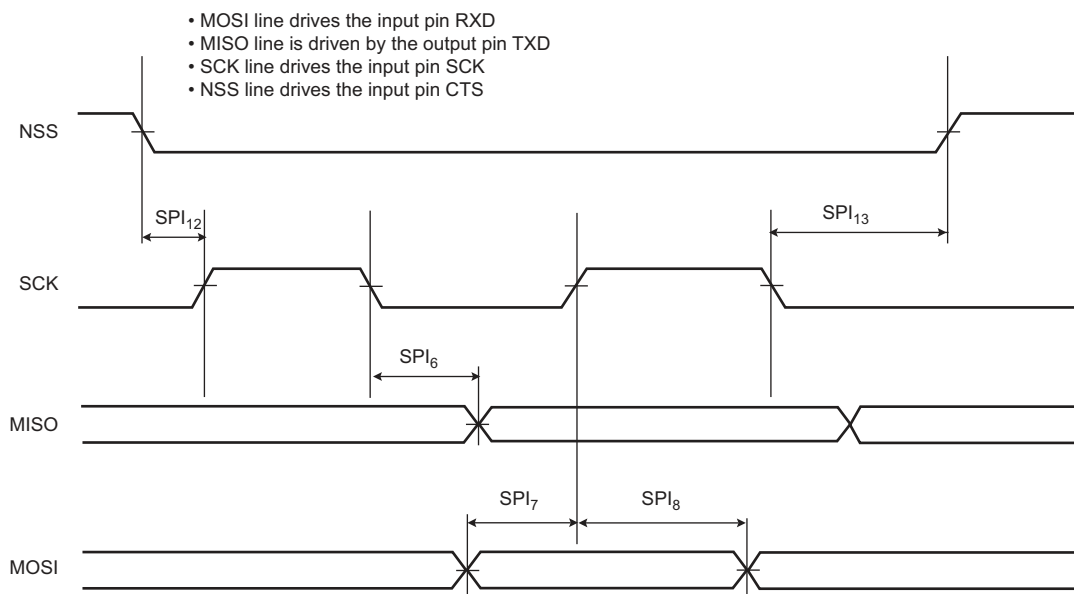 • MOSI line drives the input pin RXD
• MISO line is driven by the output pin TXD
• SCK line drives the input pin SCK
• NSS line drives the input pin CTS
NSS
SPI12
SPI13
SCK
SPI6
MISO
SPI7
SPI8
MOSI